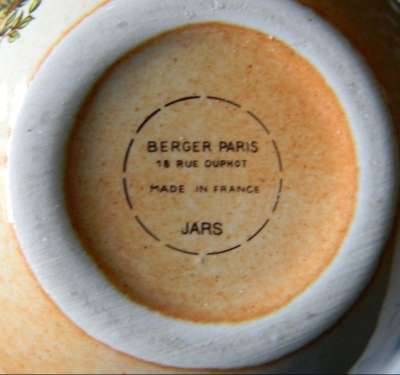 BERGER PARIS
18 RUE DUPHOT
MADE IN FRANCE
JARS